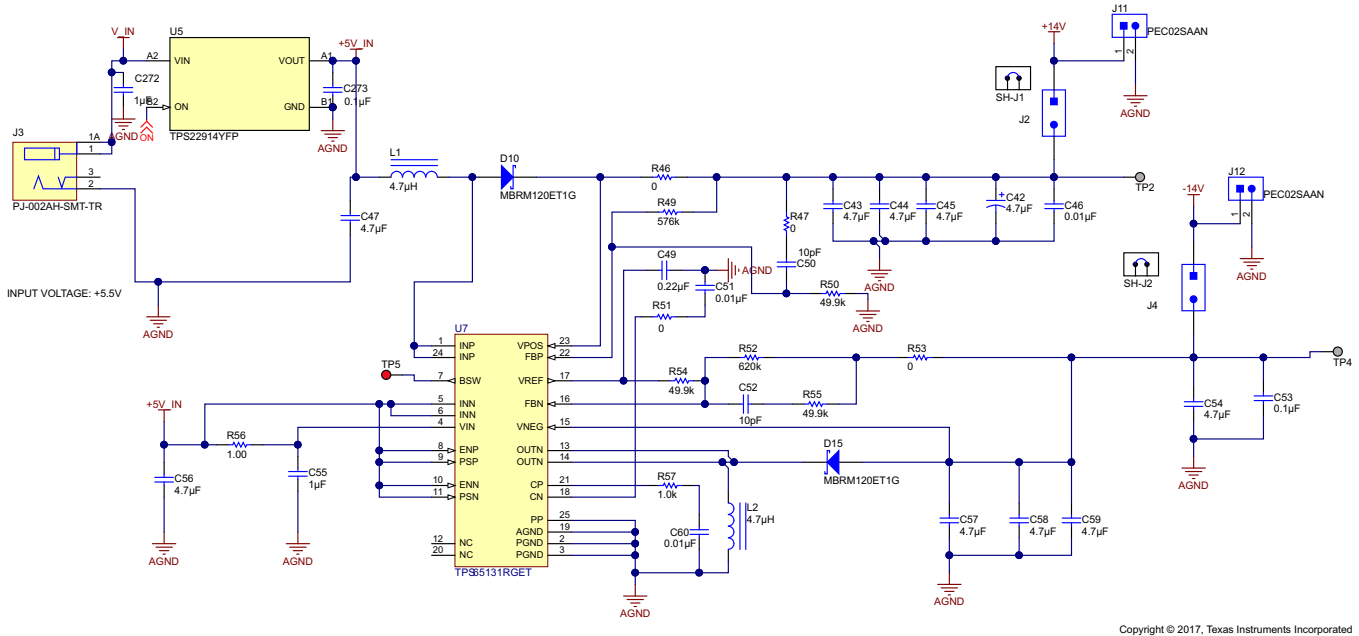 V_IN
U5
+5V_IN
A2
VIN
VOUT
A1
C272
1µF
C273
0.1µF
B2
ON
GND
B1
TPS22914YFP
AGND
ON
AGND
J3
1A
1
3
2
PJ-002AH-SMT-TR
INPUT VOLTAGE: +5.5V
AGND
L1
4.7µH
C47
4.7µF
D10
MBRM120ET1G
R46
0
R49
576k
R47
0
10pF
C50
C49
0.22µF
AGND
C51
0.01µF
R51
0
R50
49.9k
AGND
C43
4.7µF
C44
4.7µF
C45
4.7µF
C42
4.7µF
+
C46
0.01µF
AGND
TP2
+14V
J11
PEC02SAAN
1
2
AGND
SH-J1
J2
-14V
J12
PEC02SAAN
1
2
AGND
SH-J2
J4
TP4
C54
4.7µF
C53
0.1µF
AGND
U7
1
INP
24
INP
7
BSW
5
INN
6
INN
4
VIN
8
ENP
9
PSP
10
ENN
11
PSN
12
NC
20
NC
VPOS
23
FBP
22
VREF
17
FBN
16
VNEG
15
OUTN
13
OUTN
14
CP
21
CN
18
PP
25
AGND
19
PGND
2
PGND
3
TPS65131RGET
TP5
+5V_IN
R56
1.00
C56
4.7µF
C55
1µF
AGND
AGND
R54
49.9k
R52
620k
R53
0
C52
10pF
R55
49.9k
D15
MBRM120ET1G
R57
1.0k
C60
0.01µF
L2
4.7µH
AGND
C57
4.7µF
C58
4.7µF
C59
4.7µF
AGND
Copyright © 2017, Texas Instruments Incorporated